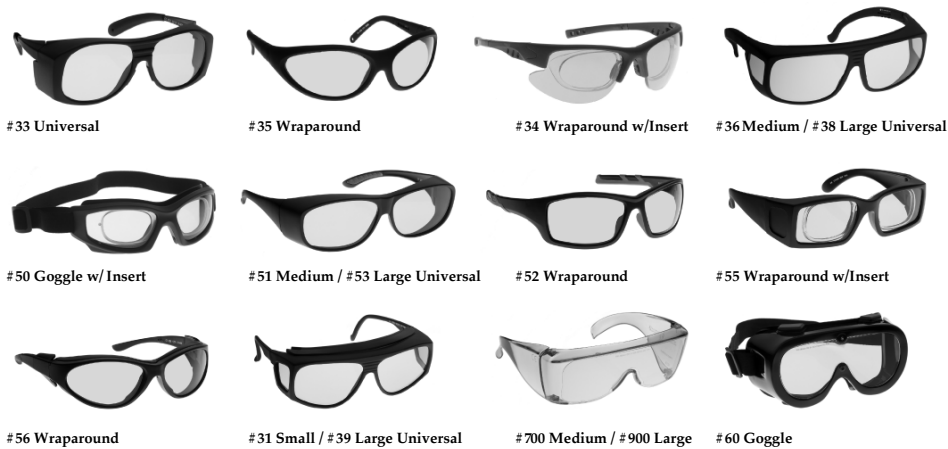 #33 Universal
#35 Wraparound
#34 Wraparound w/Insert
#36 Medium / #38 Large Universal
#50 Goggle w/ Insert
#51 Medium / #53 Large Universal
#52 Wraparound
#55 Wraparound w/Insert
#56 Wraparound
#31 Small / #39 Large Universal
#700 Medium / #900 Large
#60 Goggle